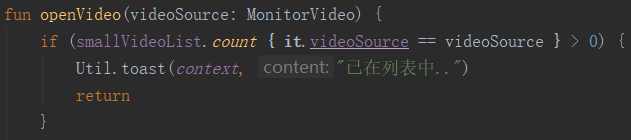 fun openVideo(videoSource: MonitorVideo) {
if (smallVideoList.count { it.videoSource == videoSource } > 0) {
Util.toast(context, content: "已在列表中..")
return
}